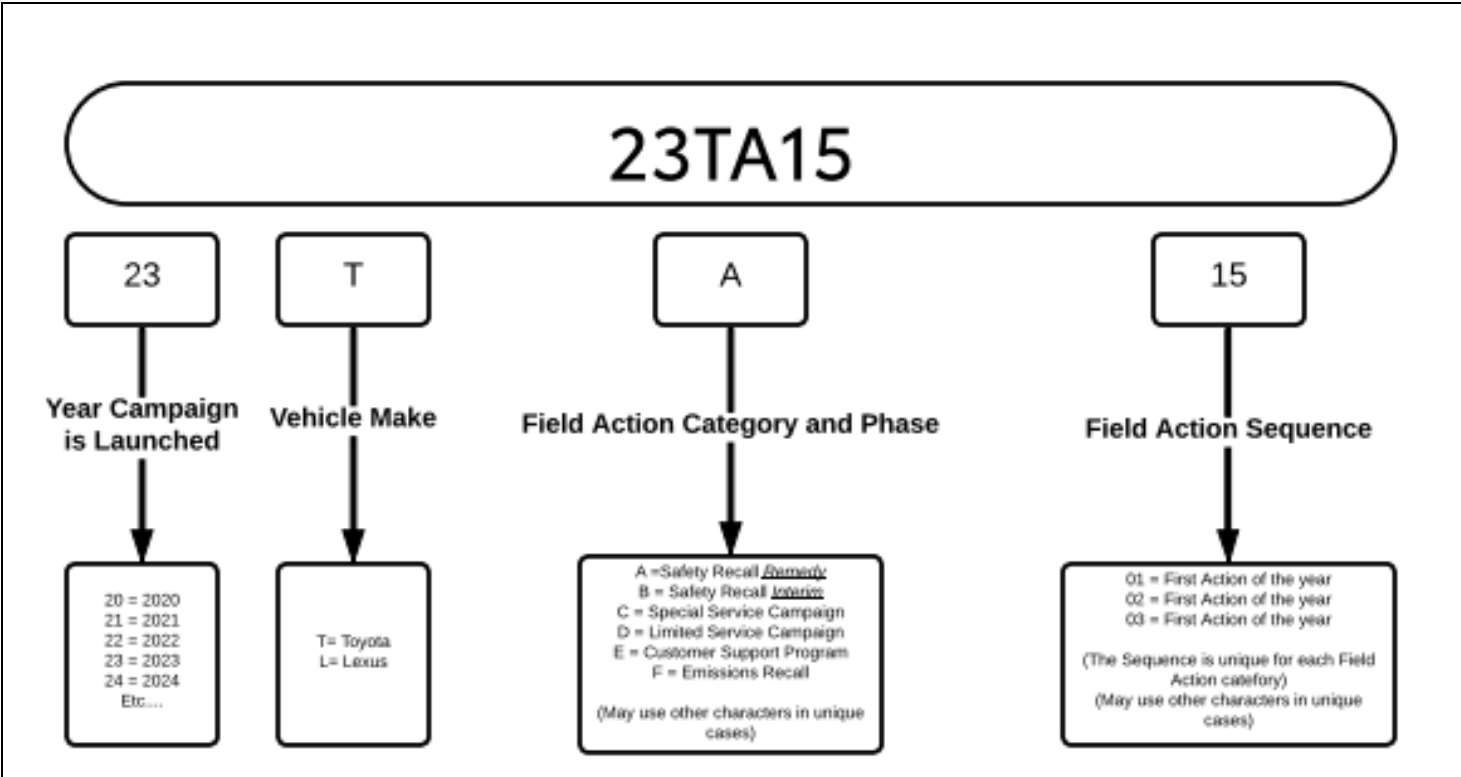 23TA15
23
T
A
15
Year Campaign
is Launched
Vehicle Make
Field Action Category and Phase
Field Action Sequence
20 = 2020
21 = 2021
22 = 2022
23 = 2023
24 = 2024
Etc....
T= Toyota
L= Lexus
A =Safety Recall Remedy
B = Safety Recall Interim
C = Special Service Campaign
D = Limited Service Campaign
E = Customer Support Program
F = Emissions Recall
(May use other characters in unique
cases)
01 = First Action of the year
02 = First Action of the year
03 = First Action of the year
(The Sequence is unique for each Field
Action catefory)
(May use other characters in unique
cases)